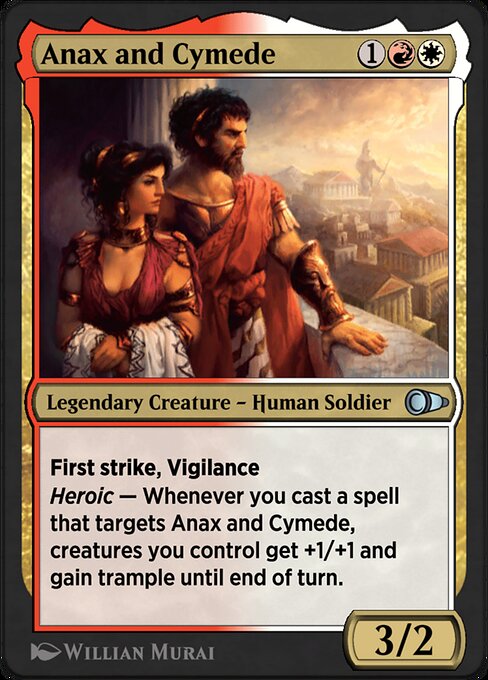 Anax and Cymede 1
Legendary Creature – Human Soldier
First strike, Vigilance
Heroic — Whenever you cast a spell
that targets Anax and Cymede,
creatures you control get +1/+1 and
gain trample until end of turn.
3/2
Willian Murai